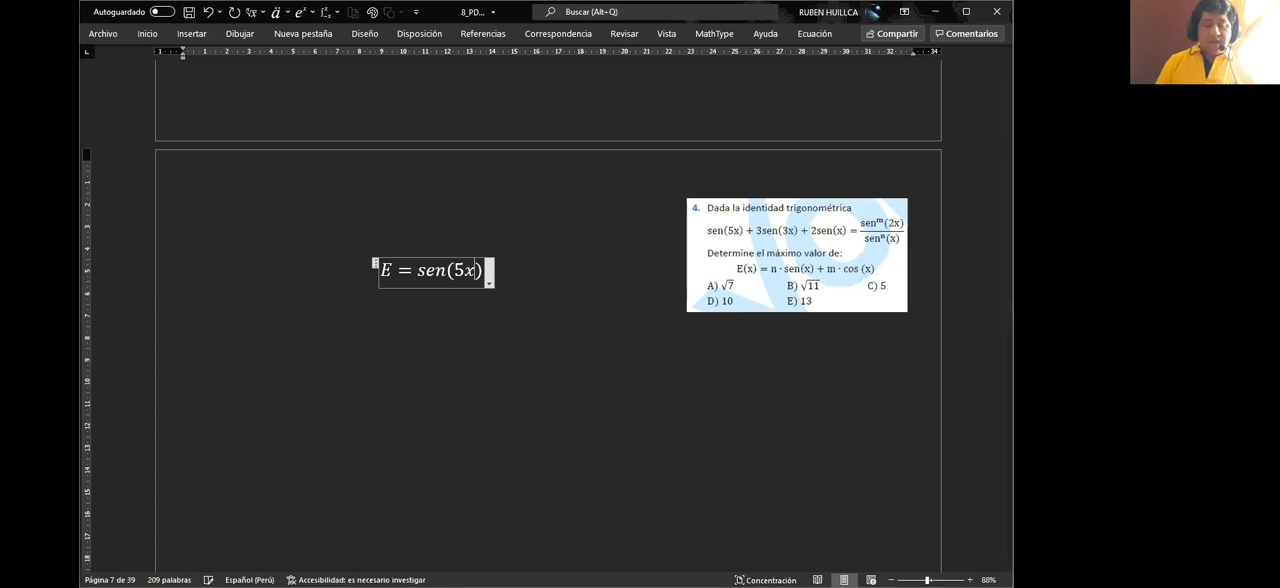 Autoguardado
8_PD...
Buscar (Alt+Q)
RUBEN HUILLCA
Archivo Inicio Insertar Dibujar Nueva pestaña Diseño Disposición Referencias Correspondencia Revisar Vista MathType Ayuda Ecuación Compartir Comentarios
E = sen(5x)
4. Dada la identidad trigonométrica
sen(5x) + 3sen(3x) + 2sen(x) = senᵐ(2x)/senⁿ(x)
Determine el máximo valor de:
E(x) = n · sen(x) + m · cos (x)
A) √7 B) √11 C) 5
D) 10 E) 13
Página 7 de 39 209 palabras Español (Perú) Accesibilidad: es necesario investigar Concentración 88%